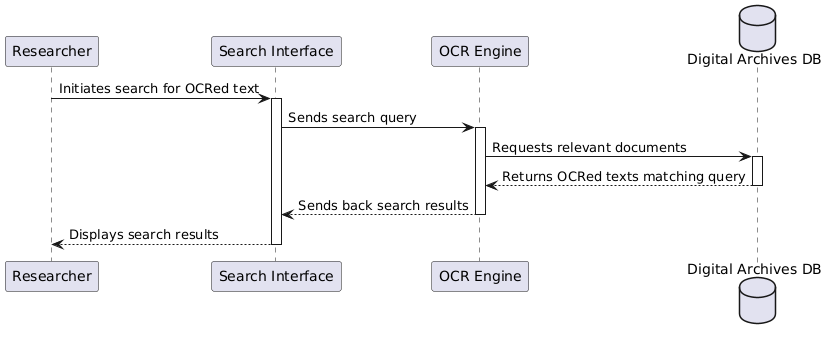 Digital Archives DB
Researcher
Search Interface
OCR Engine
Initiates search for OCRed text
Sends search query
Requests relevant documents
Returns OCRed texts matching query
Sends back search results
Displays search results
Researcher
Search Interface
OCR Engine
Digital Archives DB